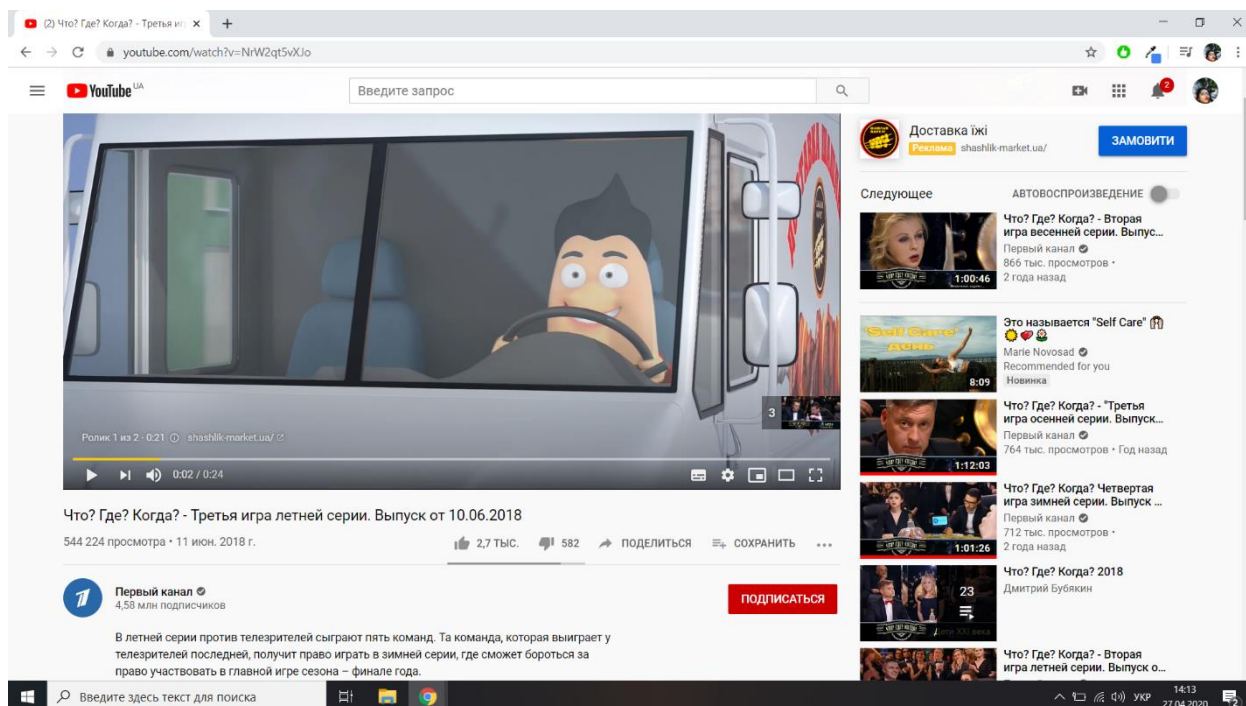 (2) Что? Где? Когда? - Третья иг
youtube.com/watch?v=NrW2qt5vXJo
YouTube UA
Введите запрос
2
Доставка їжі
Реклама shashlik-market.ua/
ЗАМОВИТИ
Следующее
АВТОВОСПРОИЗВЕДЕНИЕ
Что? Где? Когда? - Вторая
игра весенней серии. Выпус...
Первый канал
866 тыс. просмотров •
2 года назад
1:00:46
"Self Care"
день
8:09
Это называется "Self Care"
Marie Novosad
Recommended for you
Новинка
Что? Где? Когда? - "Третья
игра осенней серии. Выпуск...
Первый канал
764 тыс. просмотров • Год назад
1:12:03
Что? Где? Когда? Четвертая
игра зимней серии. Выпуск ...
Первый канал
712 тыс. просмотров •
2 года назад
1:01:26
Что? Где? Когда? 2018
Дмитрий Бубякин
23
Дети XXI века
Что? Где? Когда? - Вторая
игра летней серии. Выпуск о...
3
Ролик 1 из 2 · 0:21 shashlik-market.ua/
0:02 / 0:24
Что? Где? Когда? - Третья игра летней серии. Выпуск от 10.06.2018
544 224 просмотра • 11 июн. 2018 г.
2,7 ТЫС.
582
ПОДЕЛИТЬСЯ
СОХРАНИТЬ
Первый канал
4,58 млн подписчиков
ПОДПИСАТЬСЯ
В летней серии против телезрителей сыграют пять команд. Та команда, которая выиграет у
телезрителей последней, получит право играть в зимней серии, где сможет бороться за
право участвовать в главной игре сезона – финале года.
Введите здесь текст для поиска
УКР
14:13
27.04.2020
2